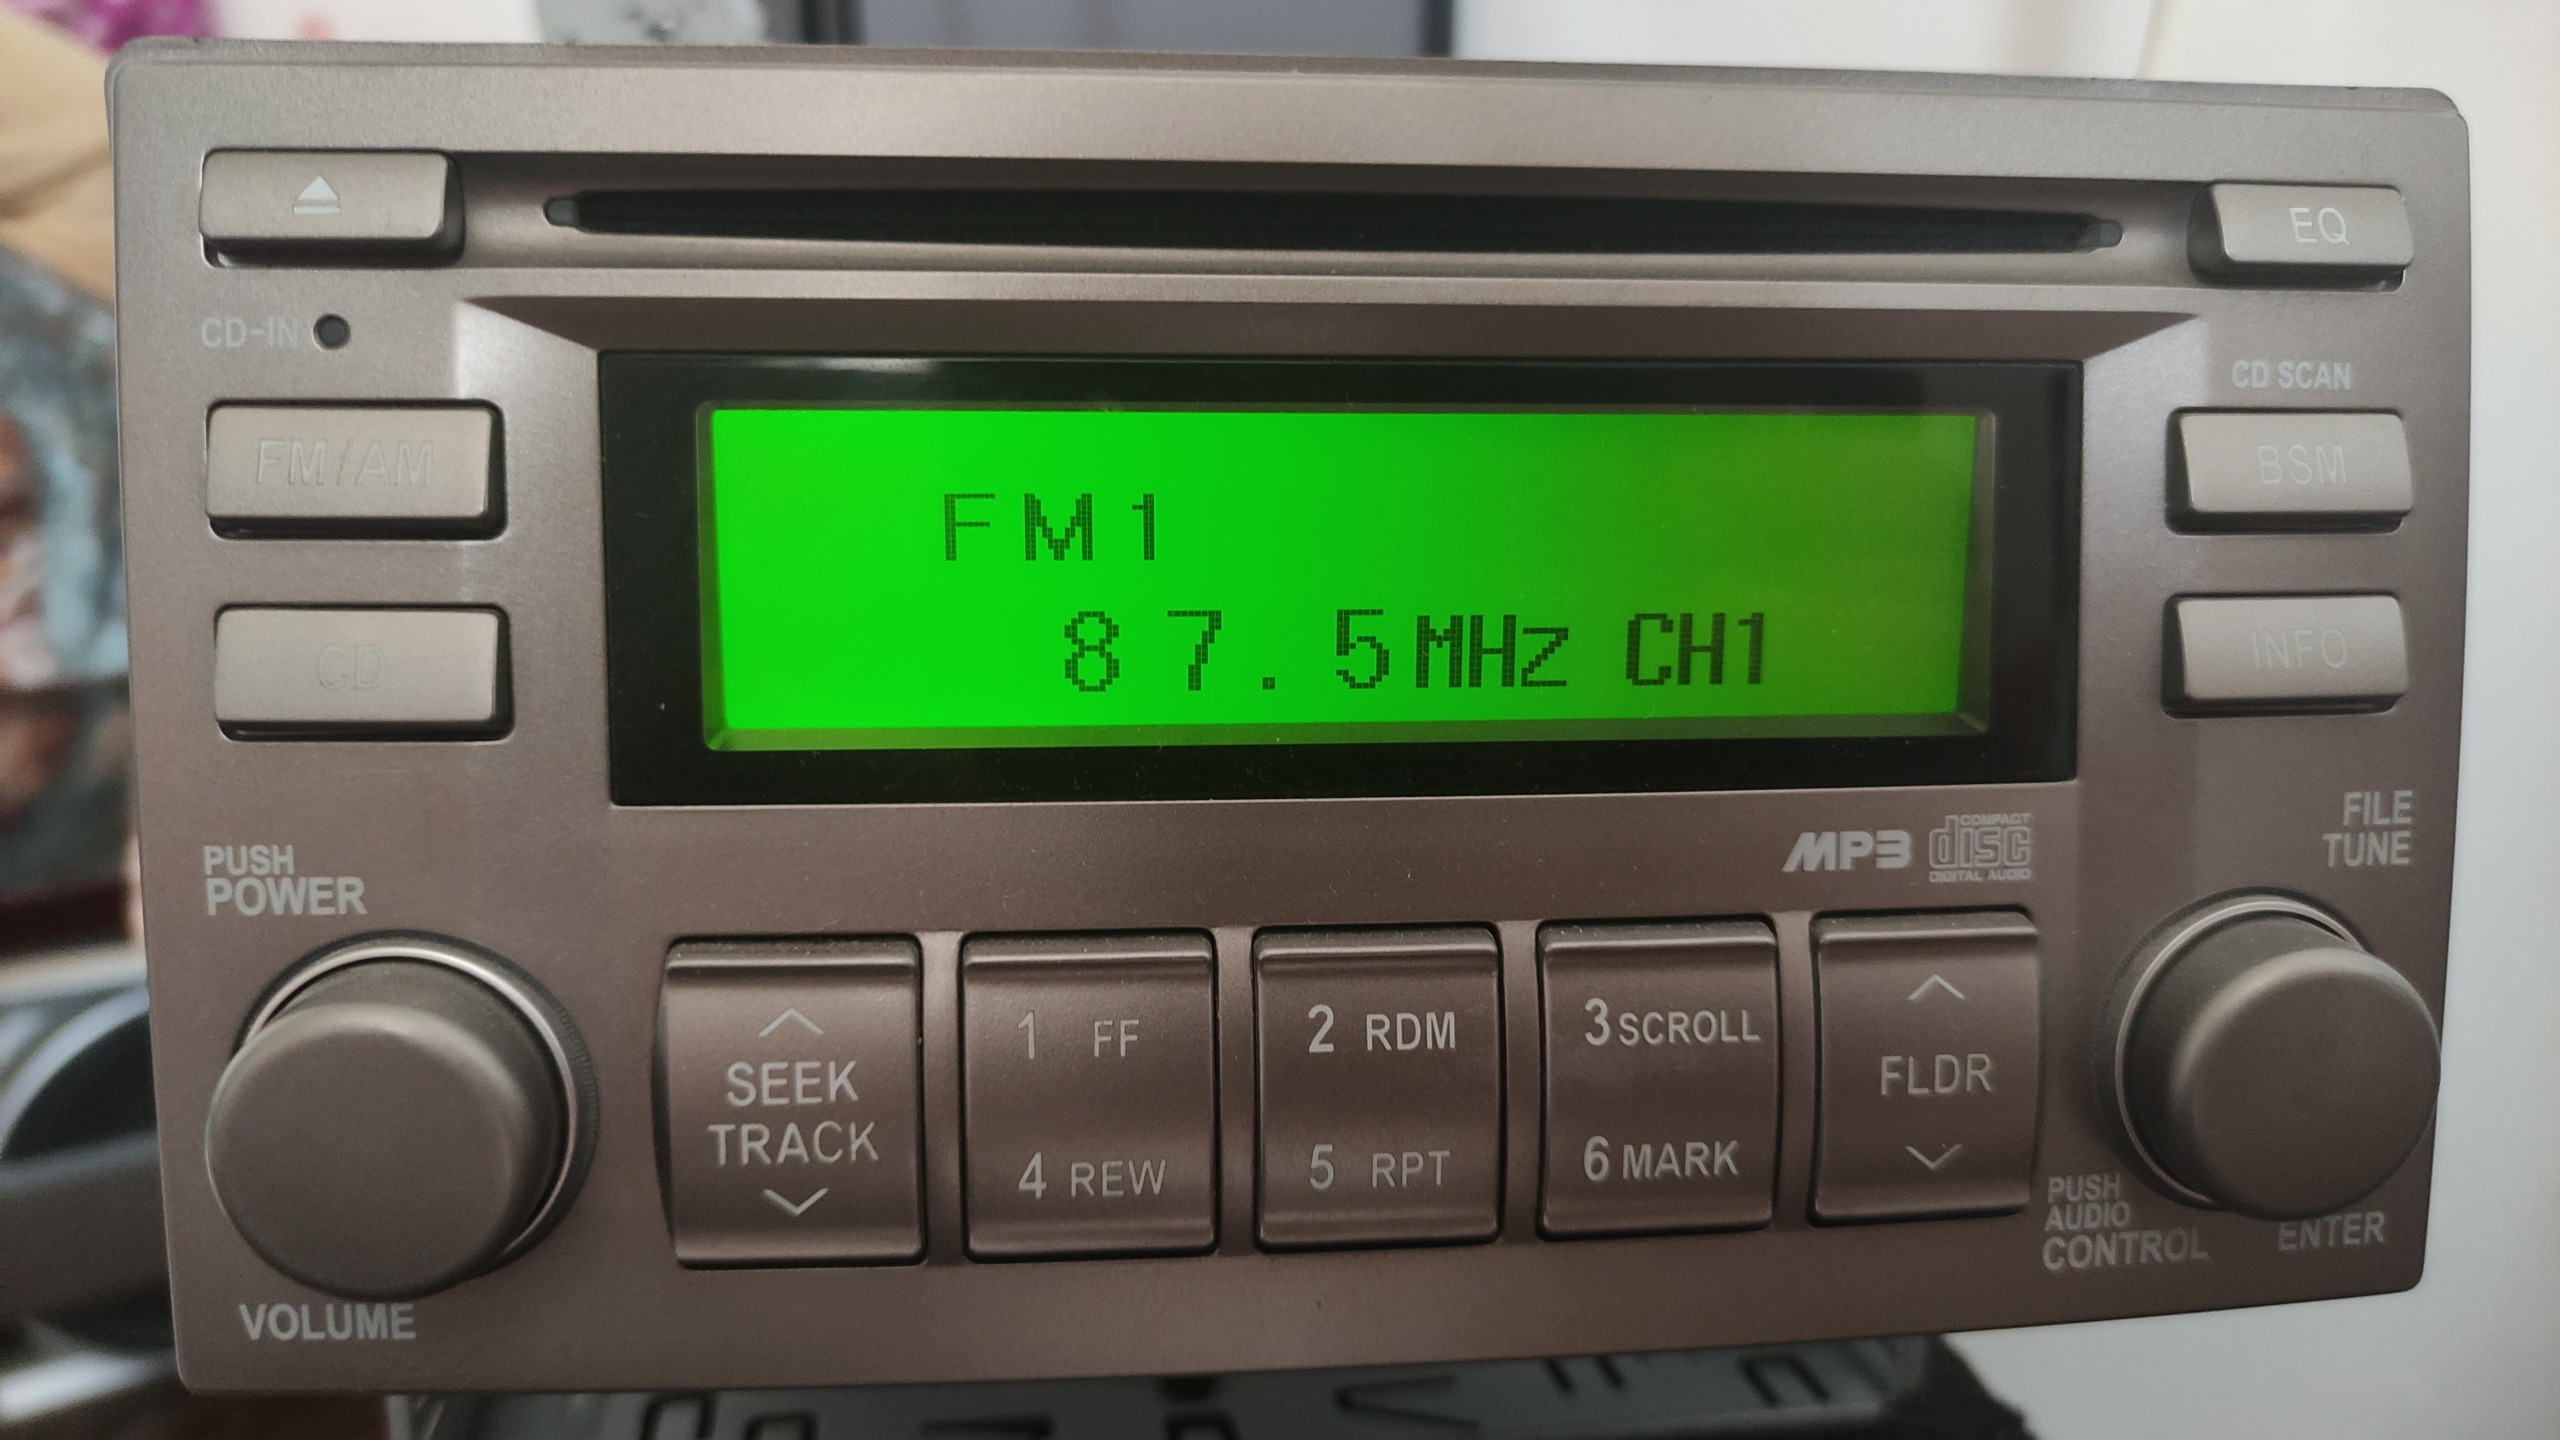 EQ
CD-IN
CD SCAN
FM/AM
BSM
FM1
87.5MHz CH1
CD
INFO
MP3
COMPACT
disc
DIGITAL AUDIO
FILE
TUNE
PUSH
POWER
VOLUME
SEEK
TRACK
1 FF
4 REW
2 RDM
5 RPT
3 SCROLL
6 MARK
FLDR
PUSH
AUDIO
CONTROL
ENTER